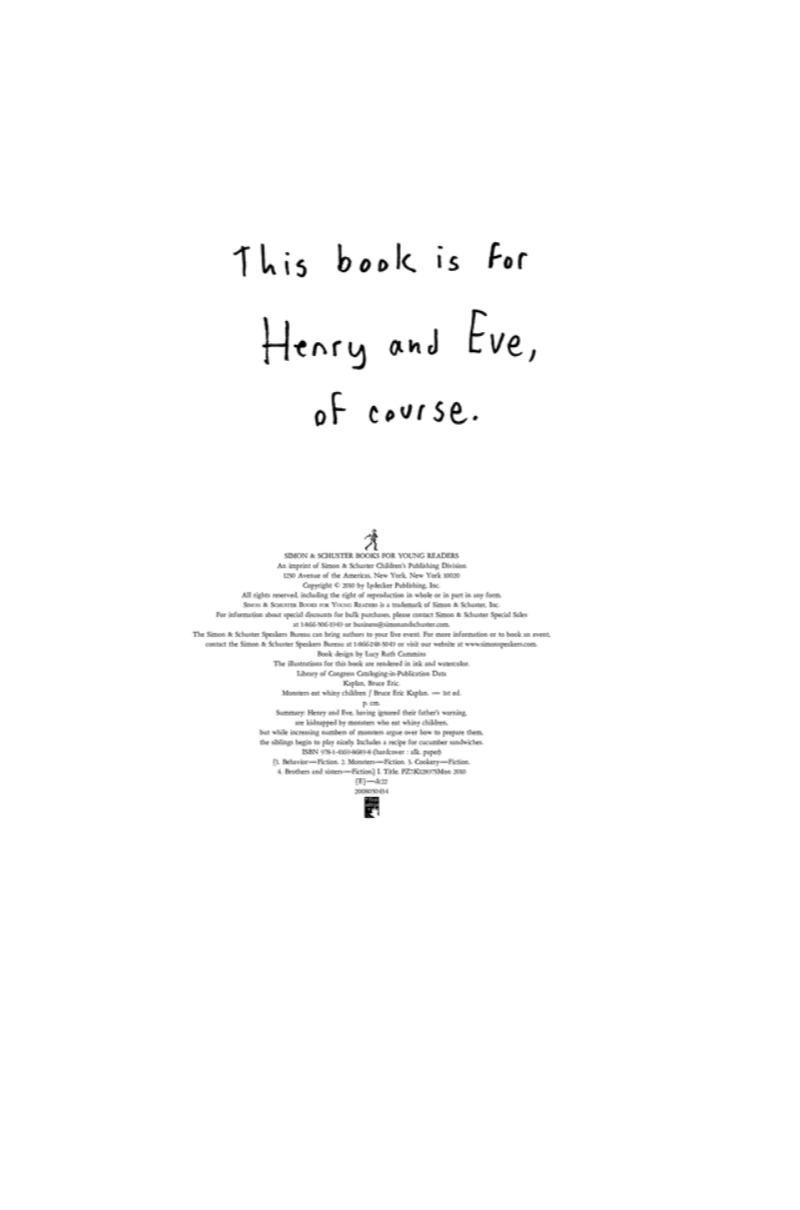 This book is for
Henry and Eve,
of course.
SIMON & SCHUSTER BOOKS FOR YOUNG READERS
An imprint of Simon & Schuster Children's Publishing Division
1230 Avenue of the Americas, New York, New York 10020
Copyright © 2010 by Lydecker Publishing, Inc.
All rights reserved, including the right of reproduction in whole or in part in any form.
SIMON & SCHUSTER BOOKS FOR YOUNG READERS is a trademark of Simon & Schuster, Inc.
For information about special discounts for bulk purchases, please contact Simon & Schuster Special Sales
at or business@simonandschuster.com.
The Simon & Schuster Speakers Bureau can bring authors to your live event. For more information or to book an event,
contact the Simon & Schuster Speakers Bureau at or visit our website at www.simonspeakers.com.
Book design by Lucy Ruth Cummins
The illustrations for this book are rendered in ink and watercolor.
Library of Congress Cataloging-in-Publication Data
Kaplan, Bruce Eric.
Monsters eat whiny children / Bruce Eric Kaplan. — 1st ed.
p. cm.
Summary: Henry and Eve, having ignored their father's warning,
are kidnapped by monsters who eat whiny children,
but while increasing numbers of monsters argue over how to prepare them,
the siblings begin to play nicely. Includes a recipe for cucumber sandwiches.
ISBN (hardcover : alk. paper)
[1. Behavior—Fiction. 2. Monsters—Fiction. 3. Cookery—Fiction.
4. Brothers and sisters—Fiction.] I. Title. 2010
[E]—dc22